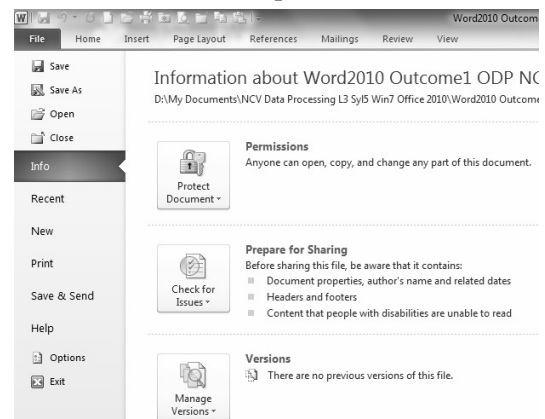 Word2010 Outcom
File Home Insert Page Layout References Mailings Review View
Save
Save As
Open
Close
Info
Recent
New
Print
Save & Send
Help
Options
Exit
Information about Word2010 Outcome1 ODP NC
D:\My Documents\NCV Data Processing L3 Syl5 Win7 Office 2010\Word2010 Outcome
Protect
Document
Permissions
Anyone can open, copy, and change any part of this document.
Check for
Issues
Prepare for Sharing
Before sharing this file, be aware that it contains:
Document properties, author's name and related dates
Headers and footers
Content that people with disabilities are unable to read
Manage
Versions
Versions
There are no previous versions of this file.